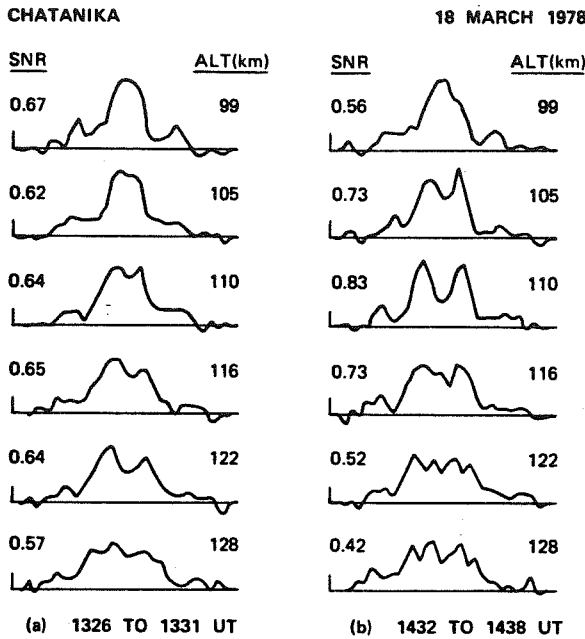 CHATANIKA 18 MARCH 1978
SNR ALT(km) SNR ALT(km)
0.67 99 0.56 99
0.62 105 0.73 105
0.64 110 0.83 110
0.65 116 0.73 116
0.64 122 0.52 122
0.57 128 0.42 128
(a) 1326 TO 1331 UT (b) 1432 TO 1438 UT